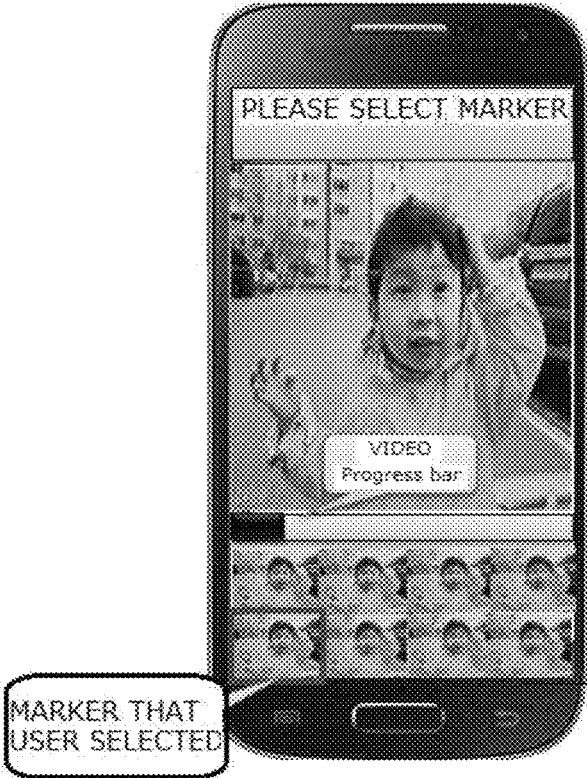 PLEASE SELECT MARKER
VIDEO
Progress bar
MARKER THAT
USER SELECTED